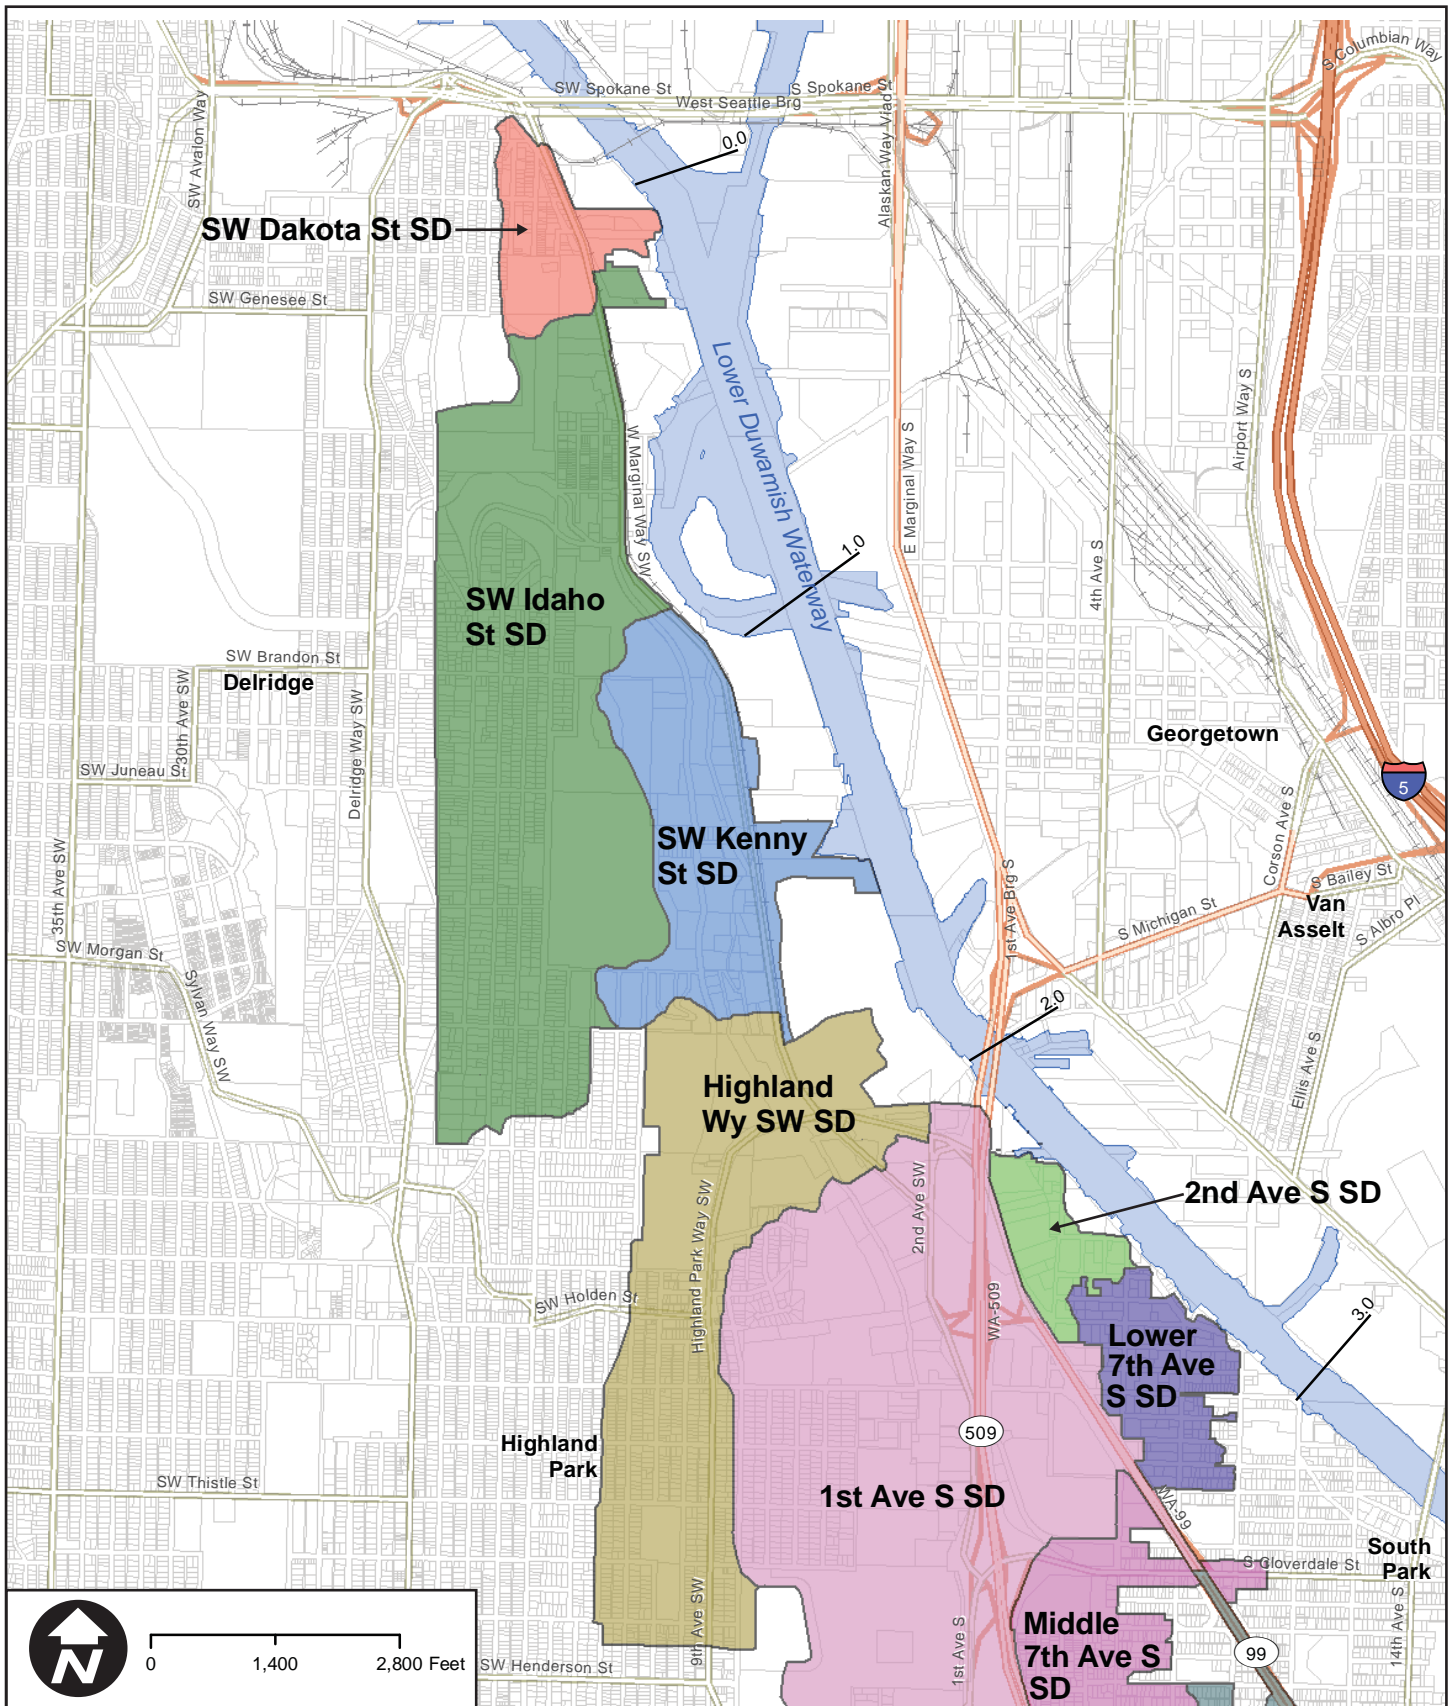 S Columbian Way
SW Spokane St
S Spokane St
West Seattle Brg
SW Avalon Way
Alaskan Way Viad
0.0
SW Dakota St SD
SW Genesee St
Lower Duwamish Waterway
Airport Way S
W Marginal Way SW
E Marginal Way S
1.0
4th Ave S
SW Idaho
St SD
SW Brandon St
Delridge
30th Ave SW
Delridge Way SW
Georgetown
SW Juneau St
5
Corson Ave S
SW Kenny
St SD
35th Ave SW
1st Ave Brg S
S Bailey St
Van
Asselt
S Michigan St
S Albro Pl
SW Morgan St
Sylvan Way SW
2.0
Ellis Ave S
Highland
Wy SW SD
2nd Ave SW
2nd Ave S SD
Highland Park Way SW
SW Holden St
WA-509
3.0
Lower
7th Ave
S SD
509
Highland
Park
SW Thistle St
1st Ave S SD
WA-99
South
Park
S Cloverdale St
9th Ave SW
1st Ave S
Middle
7th Ave S
SD
14th Ave S
99
N
0
1,400
2,800 Feet
SW Henderson St